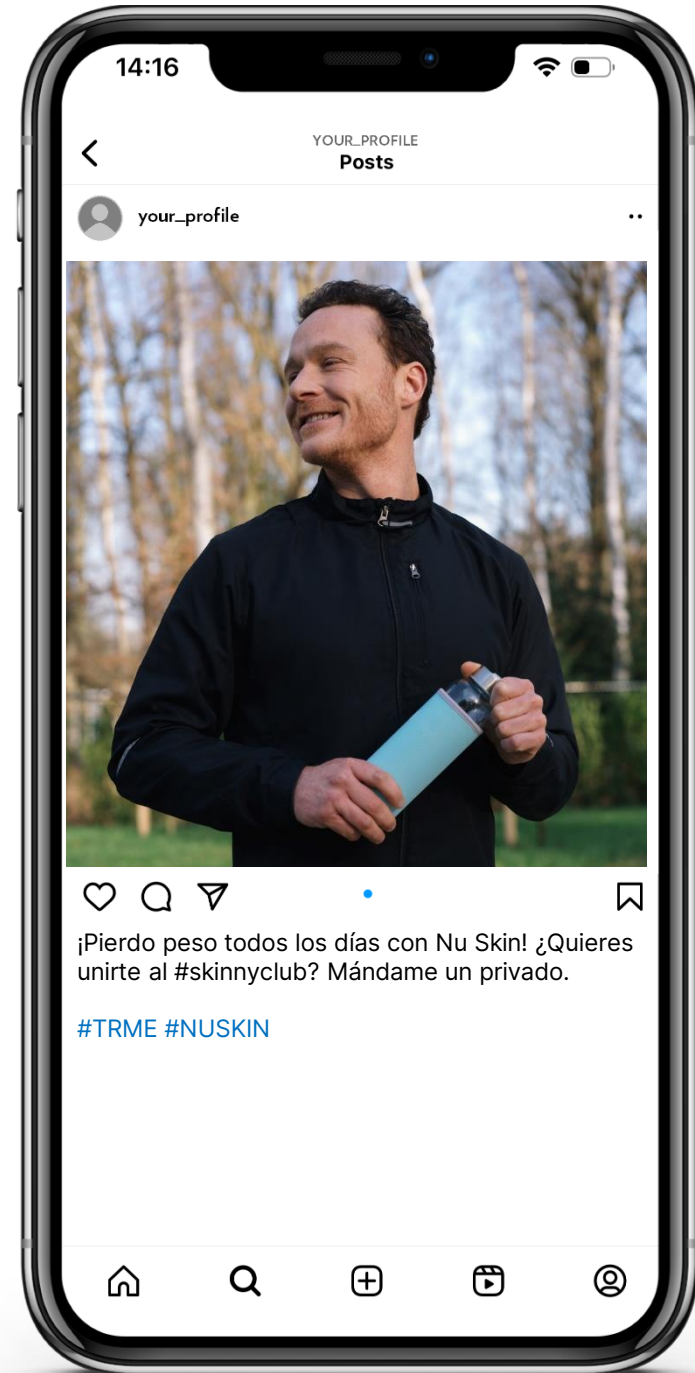 14:16
YOUR_PROFILE
Posts
your_profile
¡Pierdo peso todos los días con Nu Skin! ¿Quieres
unirte al #skinnyclub? Mándame un privado.
#TRME #NUSKIN